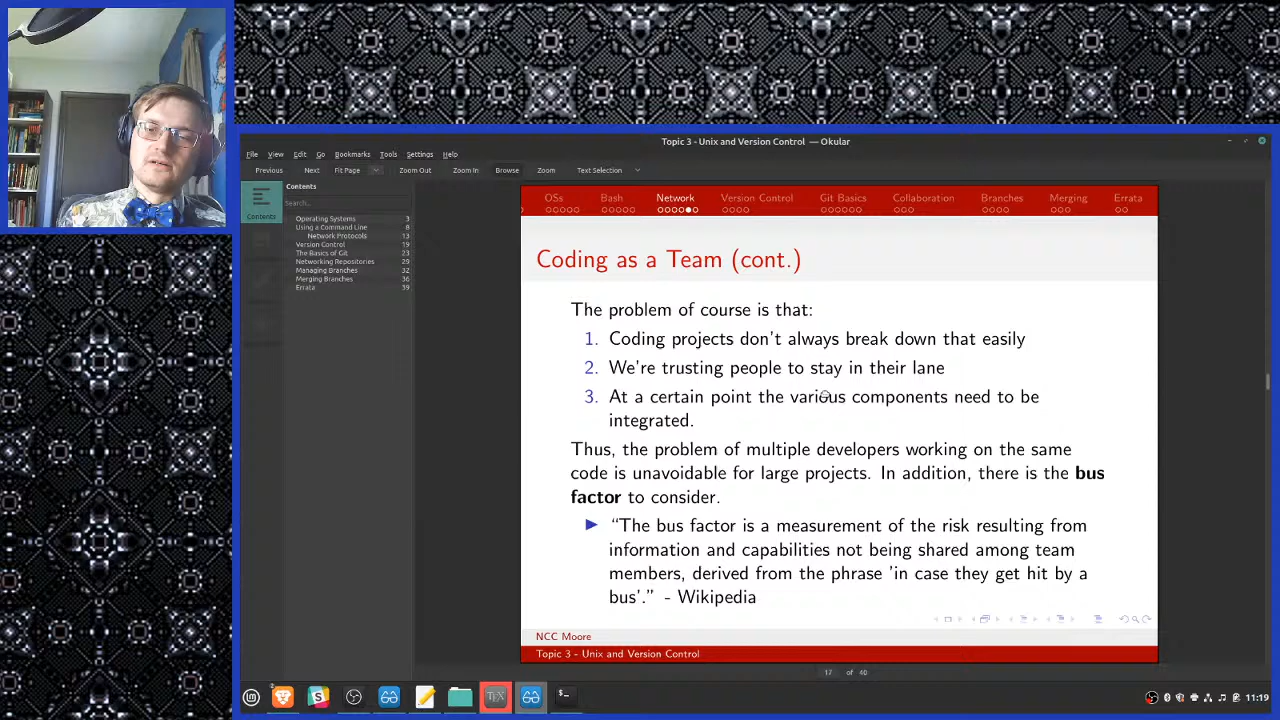 Topic 3 - Unix and Version Control — Okular
File View Edit Go Bookmarks Tools Settings Help
Previous Next Fit Page Zoom Out Zoom In Browse Zoom Text Selection
Contents
Contents
Search...
Operating Systems 3
Using a Command Line 8
Network Protocols 13
Version Control 19
The Basics of Git 23
Networking Repositories 29
Managing Branches 32
Merging Branches 36
Errata 39
OSs Bash Network Version Control Git Basics Collaboration Branches Merging Errata
Coding as a Team (cont.)
The problem of course is that:
1. Coding projects don't always break down that easily
2. We're trusting people to stay in their lane
3. At a certain point the various components need to be
integrated.
Thus, the problem of multiple developers working on the same
code is unavoidable for large projects. In addition, there is the bus
factor to consider.
“The bus factor is a measurement of the risk resulting from
information and capabilities not being shared among team
members, derived from the phrase 'in case they get hit by a
bus'.” - Wikipedia
NCC Moore
Topic 3 - Unix and Version Control
17 of 40
TEX
11:19